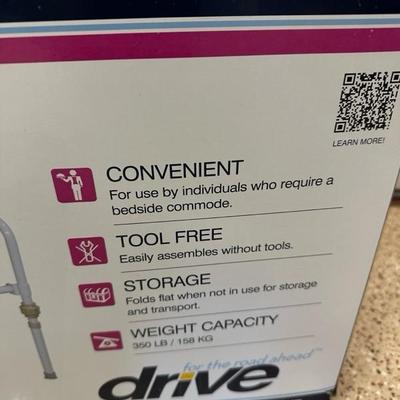 LEARN MORE!
CONVENIENT
For use by individuals who require a
bedside commode.
TOOL FREE
Easily assembles without tools.
STORAGE
Folds flat when not in use for storage
and transport.
WEIGHT CAPACITY
350 LB / 158 KG
for the road ahead™
drive